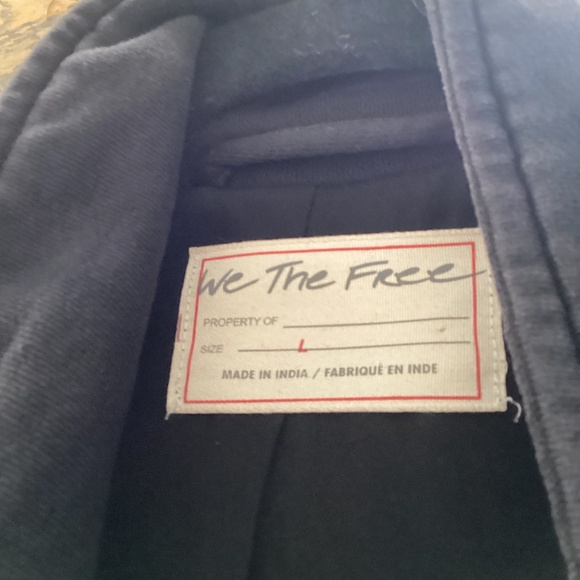 We The Free
PROPERTY OF
SIZE L
MADE IN INDIA / FABRIQUÉ EN INDE